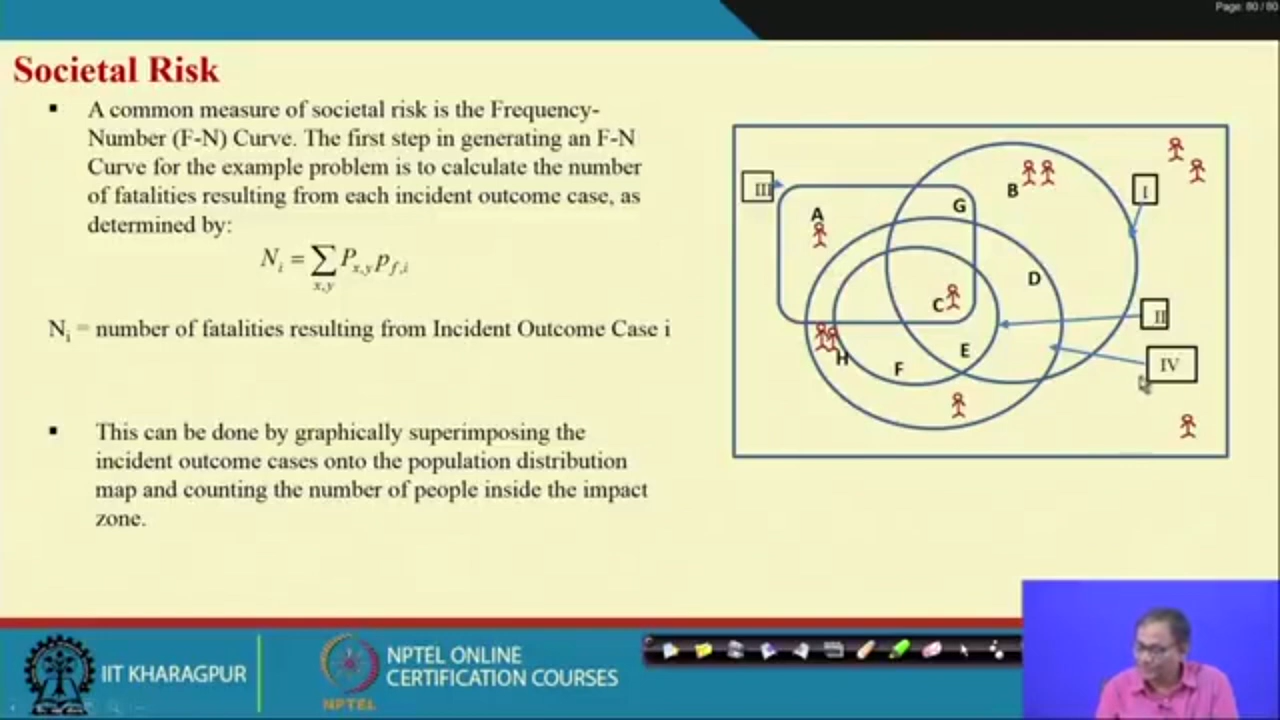 Page: 80 / 80
Societal Risk
▪ A common measure of societal risk is the Frequency-
Number (F-N) Curve. The first step in generating an F-N
Curve for the example problem is to calculate the number
of fatalities resulting from each incident outcome case, as
determined by:
N_i = ∑_{x,y} P_{x,y} p_{f,i}
N_i = number of fatalities resulting from Incident Outcome Case i
▪ This can be done by graphically superimposing the
incident outcome cases onto the population distribution
map and counting the number of people inside the impact
zone.
III
A
G
B
I
D
C
II
E
H
F
IV
IIT KHARAGPUR
NPTEL
NPTEL ONLINE
CERTIFICATION COURSES